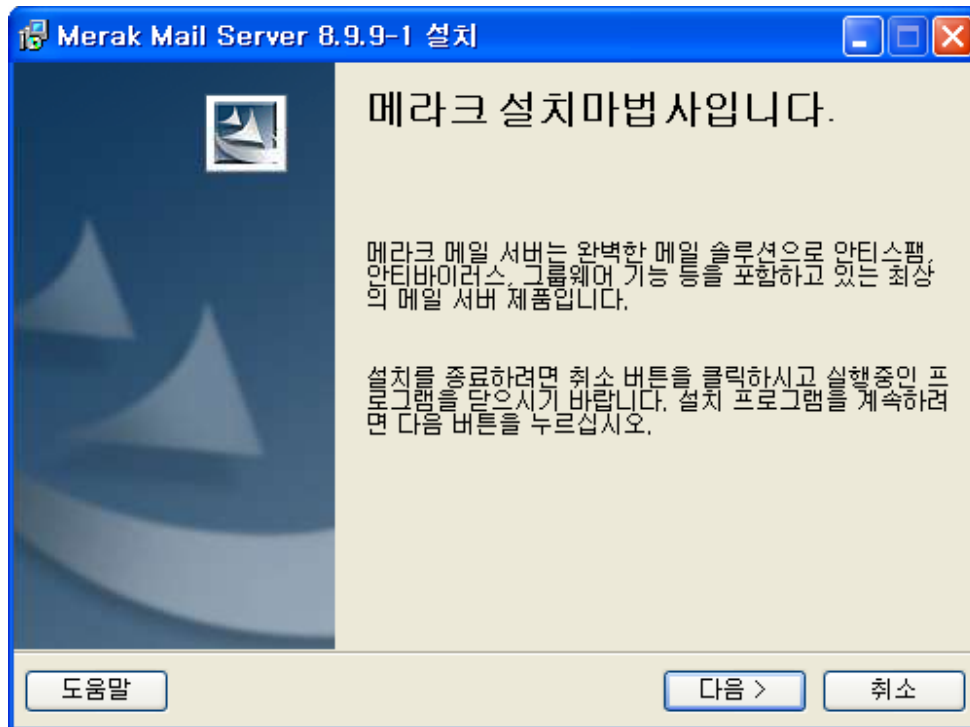 Merak Mail Server 8.9.9-1 설치
메라크 설치마법사입니다.
메라크 메일 서버는 완벽한 메일 솔루션으로 안티스팸,
안티바이러스, 그룹웨어 기능 등을 포함하고 있는 최상
의 메일 서버 제품입니다.
설치를 종료하려면 취소 버튼을 클릭하시고 실행중인 프
로그램을 닫으시기 바랍니다. 설치 프로그램를 계속하려
면 다음 버튼을 누르십시오.
도움말
다음 >
취소